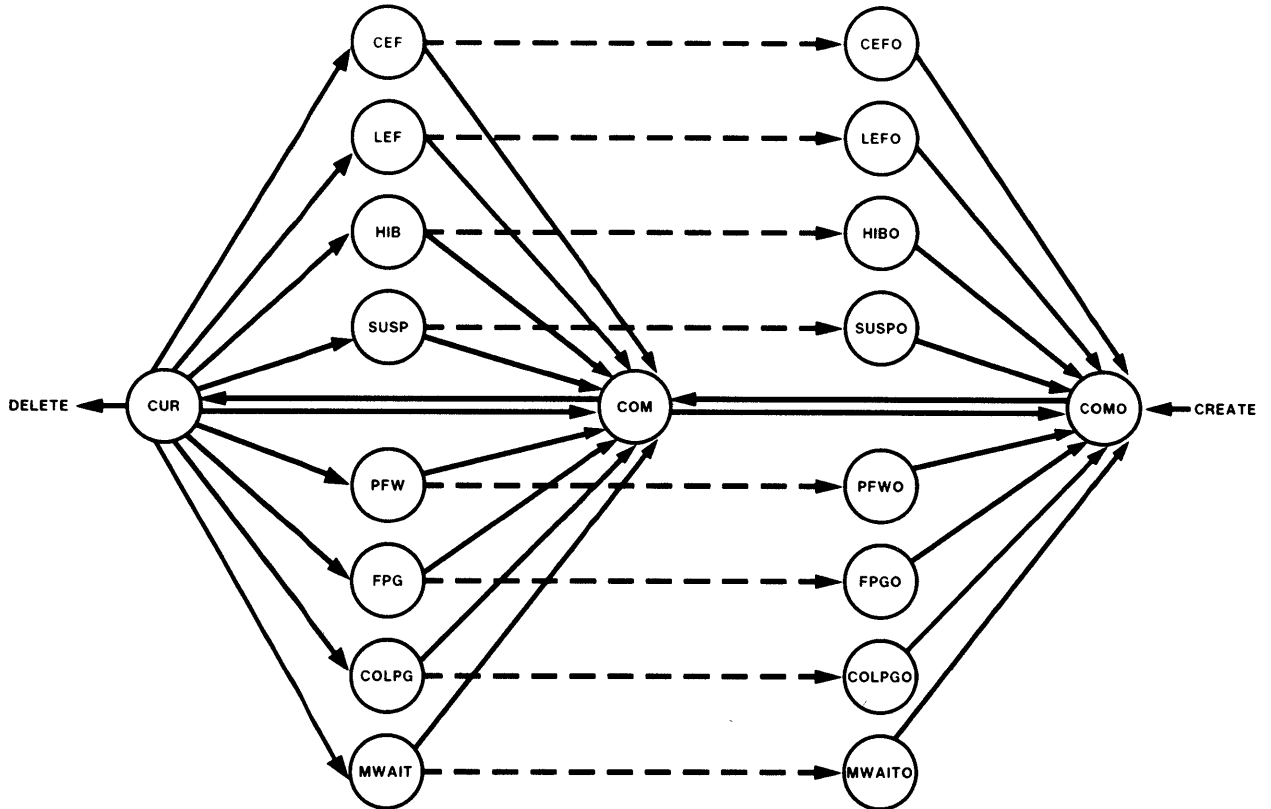 CEF CEFO
LEF LEFO
HIB HIBO
SUSP SUSPO
DELETE CUR COM COMO CREATE
PFW PFWO
FPG FPGO
COLPG COLPGO
MWAIT MWAITO